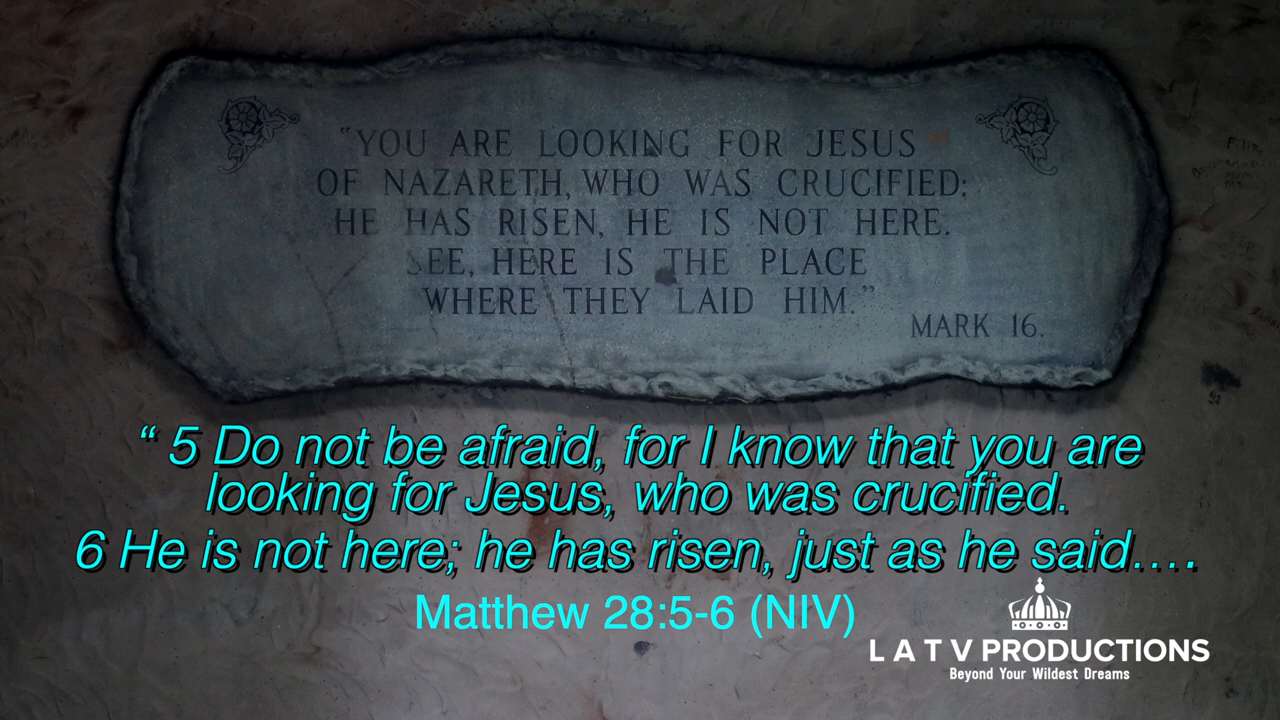 “YOU ARE LOOKING FOR JESUS
OF NAZARETH, WHO WAS CRUCIFIED:
HE HAS RISEN, HE IS NOT HERE.
SEE, HERE IS THE PLACE
WHERE THEY LAID HIM.”
MARK 16.
“ 5 Do not be afraid, for I know that you are
looking for Jesus, who was crucified.
6 He is not here; he has risen, just as he said....
Matthew 28:5-6 (NIV)
L A T V PRODUCTIONS
Beyond Your Wildest Dreams